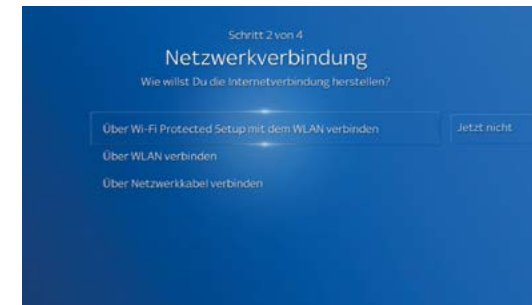 Schritt 2 von 4
Netzwerkverbindung
Wie willst Du die Internetverbindung herstellen?
Über Wi-Fi Protected Setup mit dem WLAN verbinden
Jetzt nicht
Über WLAN verbinden
Über Netzwerkkabel verbinden